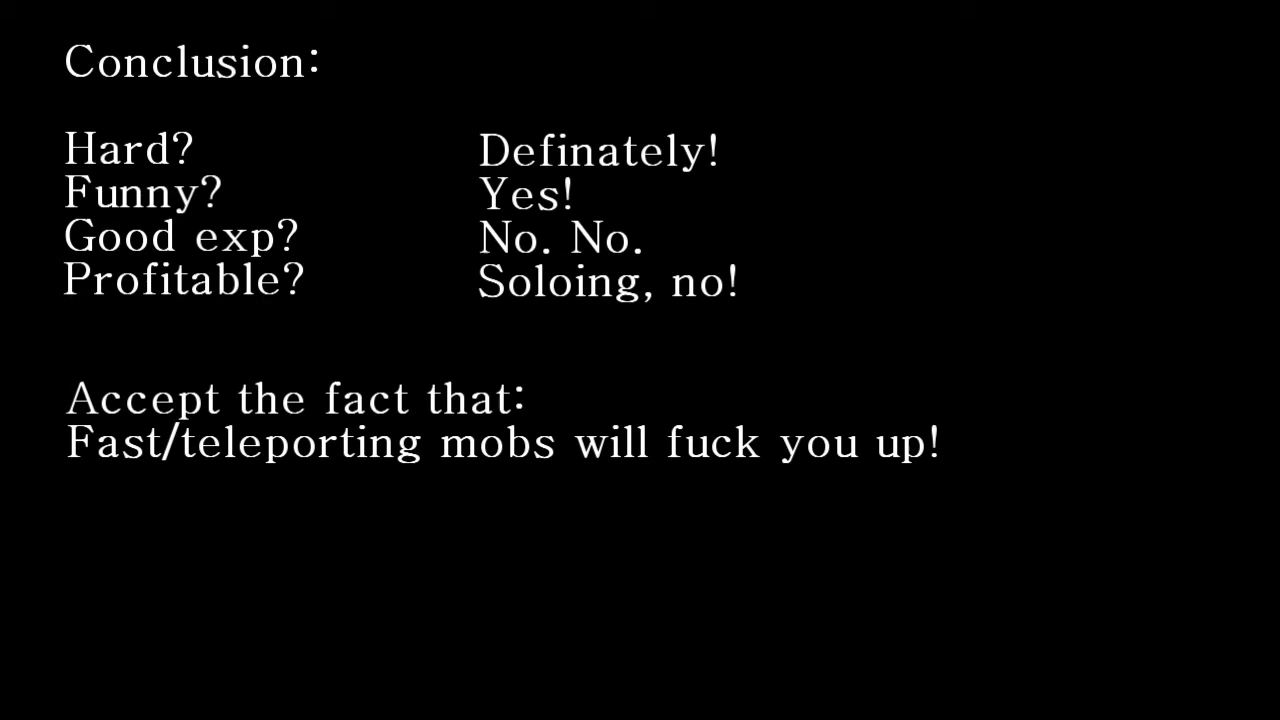 Conclusion:
Hard? Definately!
Funny? Yes!
Good exp? No. No.
Profitable? Soloing, no!
Accept the fact that:
Fast/teleporting mobs will fuck you up!